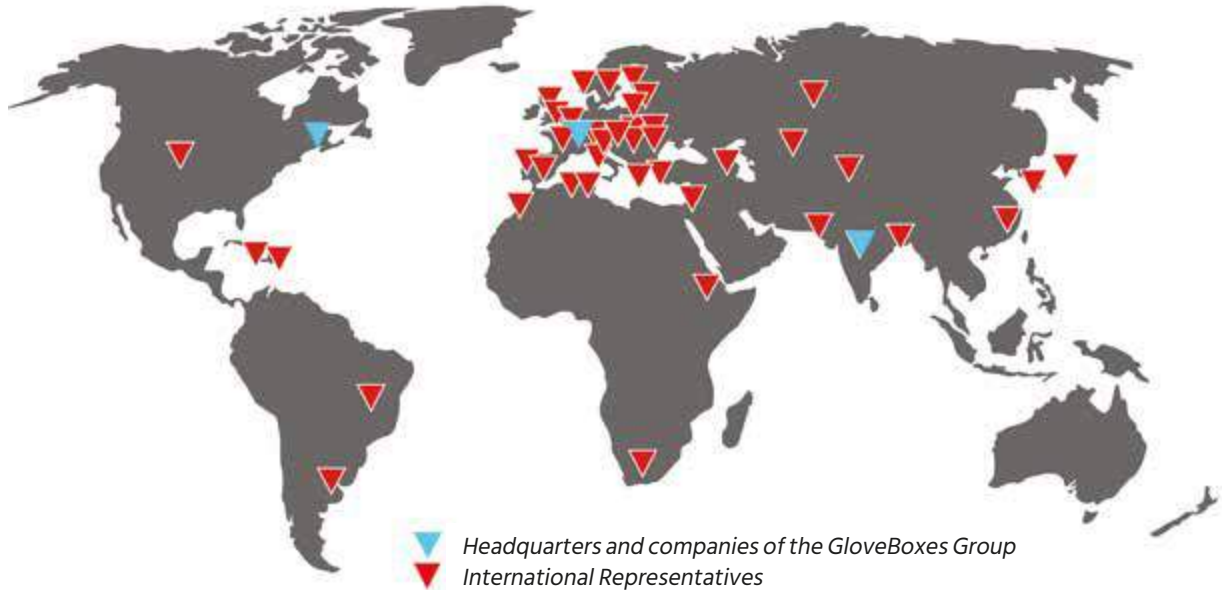 Headquarters and companies of the GloveBoxes Group
International Representatives